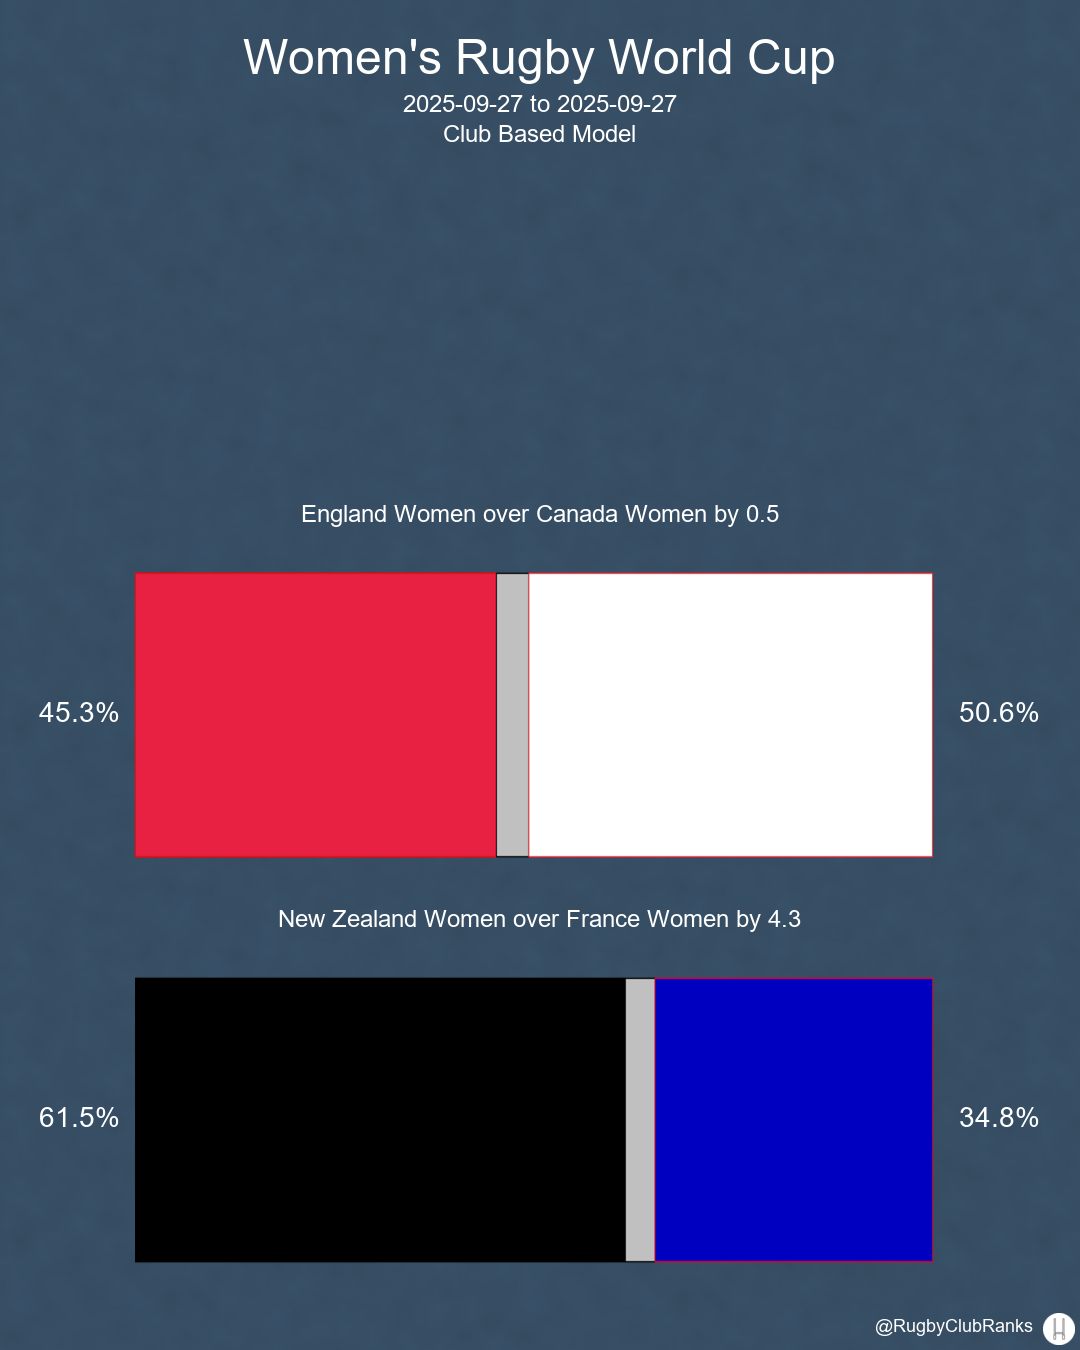 Women's Rugby World Cup
2025-09-27 to 2025-09-27
Club Based Model
England Women over Canada Women by 0.5
45.3%
50.6%
New Zealand Women over France Women by 4.3
61.5%
34.8%
@RugbyClubRanks